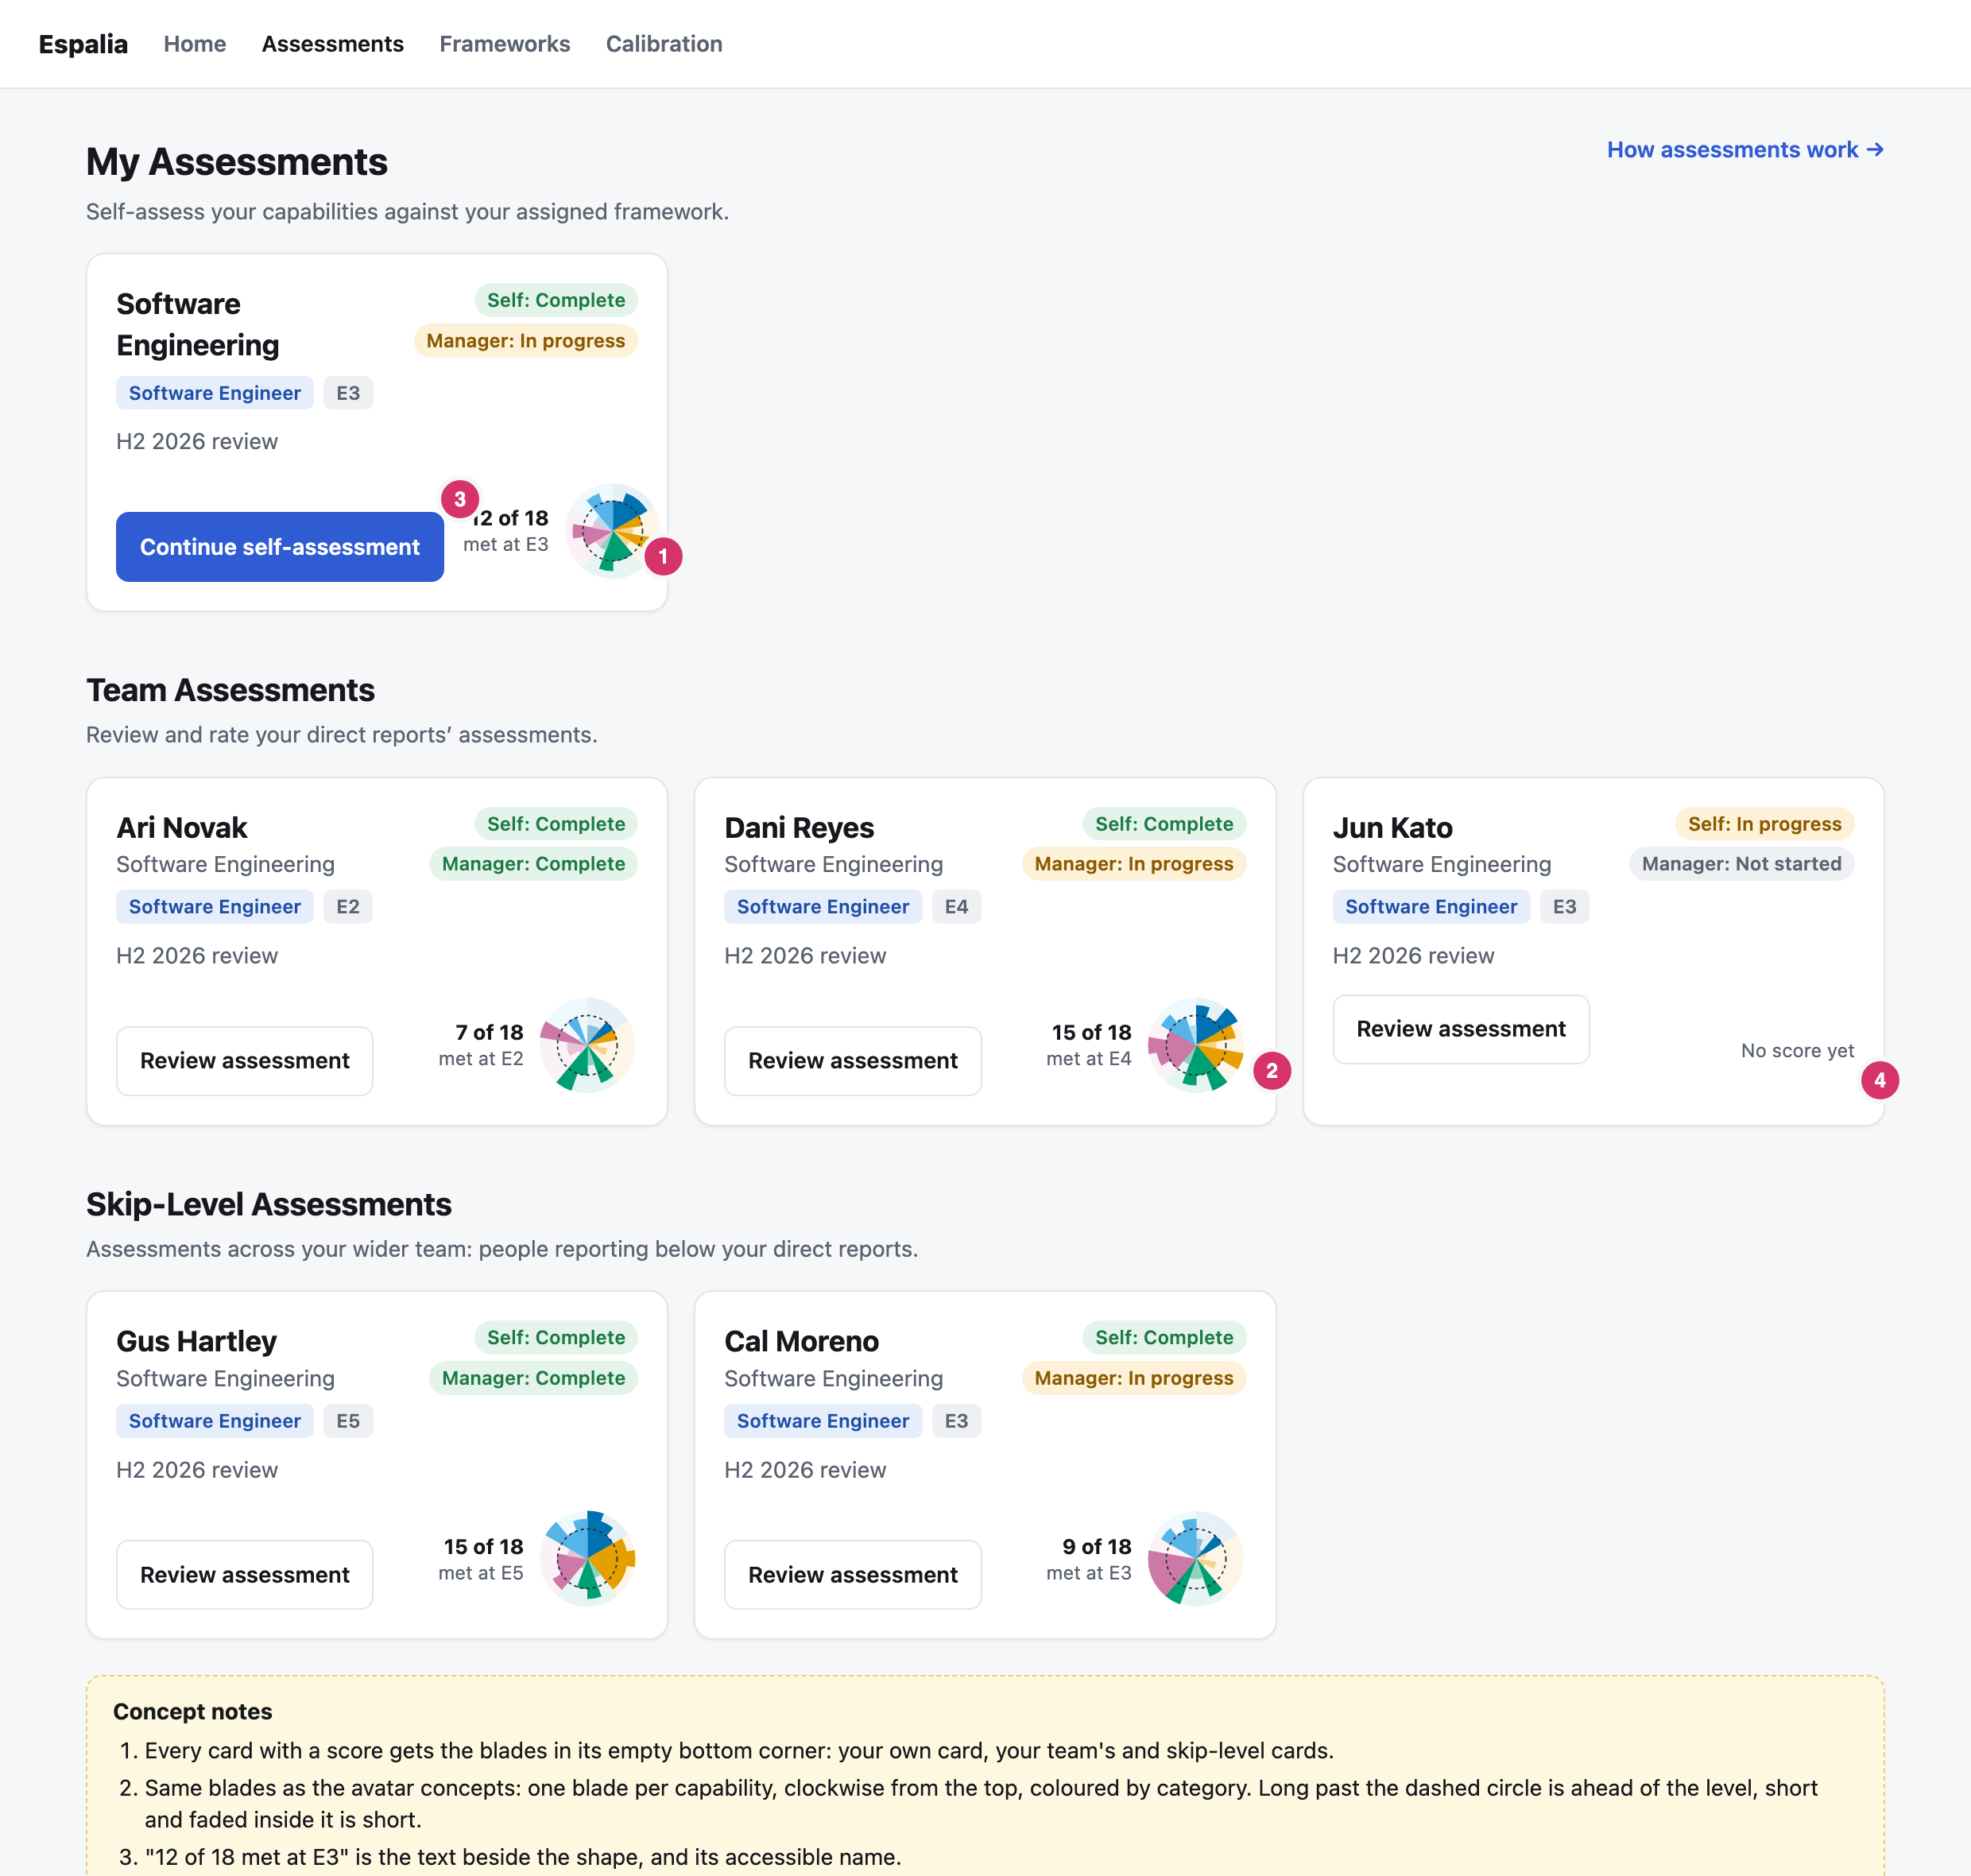 Espalia Home Assessments Frameworks Calibration
My Assessments
How assessments work →
Self-assess your capabilities against your assigned framework.
Software
Engineering
Self: Complete
Manager: In progress
Software Engineer E3
H2 2026 review
Continue self-assessment
3
12 of 18
met at E3
1
Team Assessments
Review and rate your direct reports’ assessments.
Ari Novak
Self: Complete
Software Engineering
Manager: Complete
Software Engineer E2
H2 2026 review
Review assessment
7 of 18
met at E2
Dani Reyes
Self: Complete
Software Engineering
Manager: In progress
Software Engineer E4
H2 2026 review
Review assessment
15 of 18
met at E4
2
Jun Kato
Self: In progress
Software Engineering
Manager: Not started
Software Engineer E3
H2 2026 review
Review assessment
No score yet
4
Skip-Level Assessments
Assessments across your wider team: people reporting below your direct reports.
Gus Hartley
Self: Complete
Software Engineering
Manager: Complete
Software Engineer E5
H2 2026 review
Review assessment
15 of 18
met at E5
Cal Moreno
Self: Complete
Software Engineering
Manager: In progress
Software Engineer E3
H2 2026 review
Review assessment
9 of 18
met at E3
Concept notes
1. Every card with a score gets the blades in its empty bottom corner: your own card, your team's and skip-level cards.
2. Same blades as the avatar concepts: one blade per capability, clockwise from the top, coloured by category. Long past the dashed circle is ahead of the level, short
and faded inside it is short.
3. "12 of 18 met at E3" is the text beside the shape, and its accessible name.